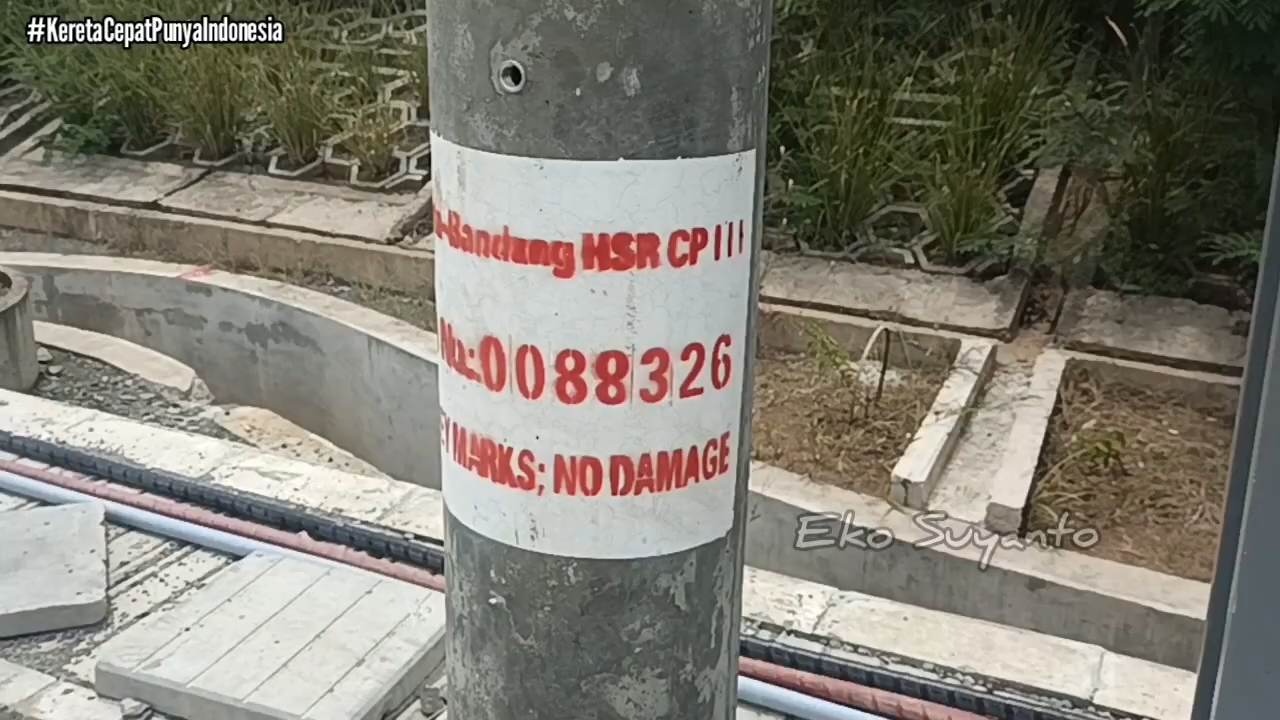 #KeretaCepatPunyaIndonesia
-Bandung HSR CP III
No.:0088326
MARKS; NO DAMAGE
Eko Suyanto